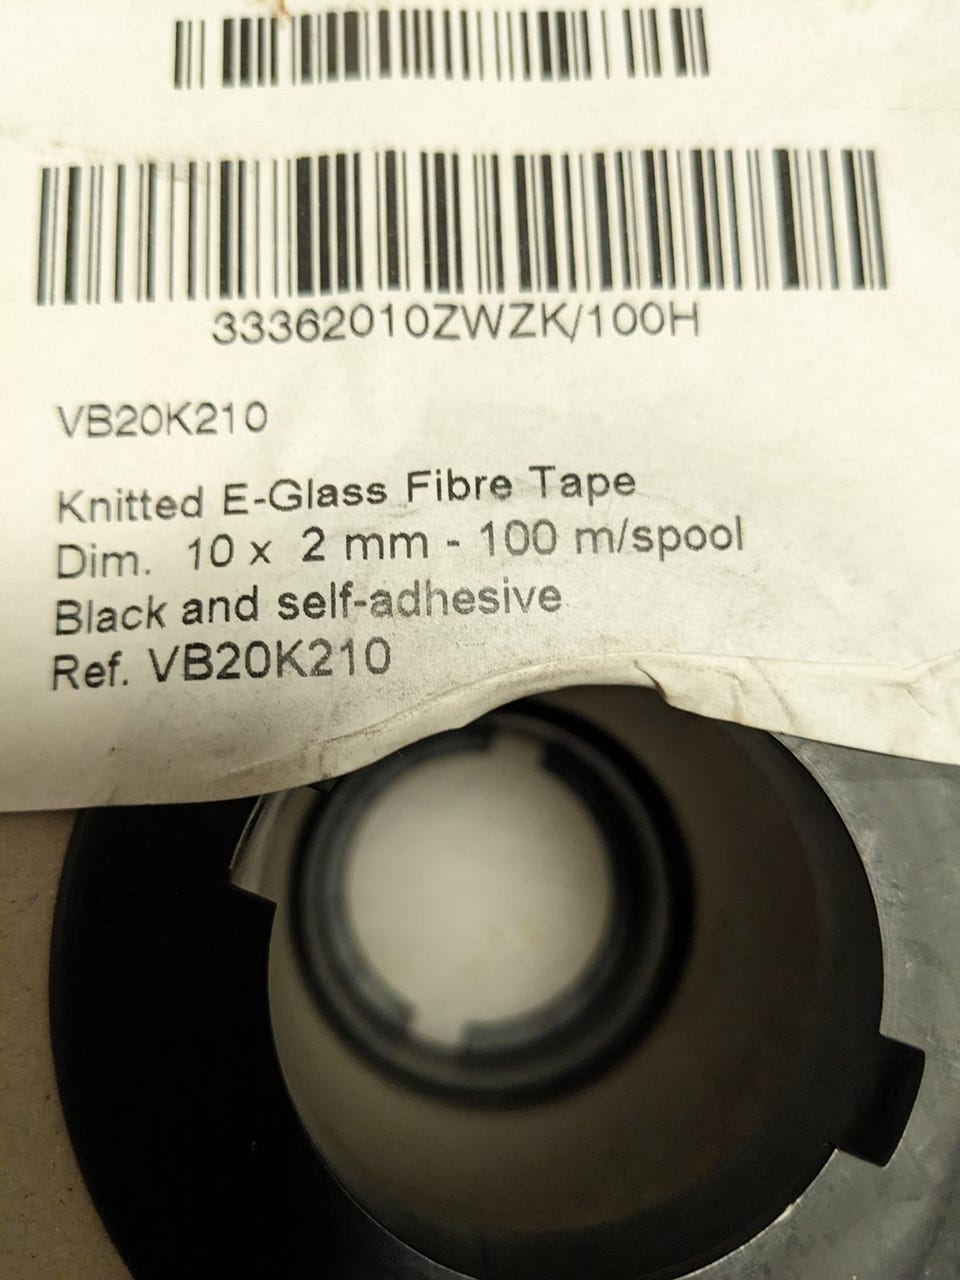 33362010ZWZK/100H
VB20K210
Knitted E-Glass Fibre Tape
Dim. 10 x 2 mm - 100 m/spool
Black and self-adhesive
Ref. VB20K210